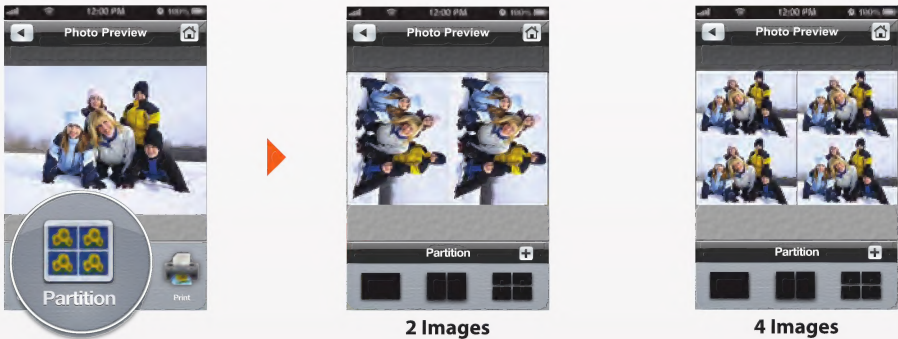 12:00 PM 100%
Photo Preview
Partition
Print
12:00 PM 100%
Photo Preview
Partition
2 Images
12:00 PM 100%
Photo Preview
Partition
4 Images